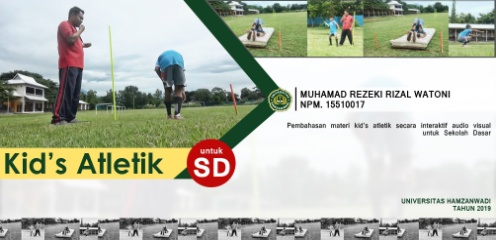 MUHAMAD REZEKI RIZAL WATONI
NPM. 15510017
Pembahasan materi kid's atletik secara interaktif audio visual
untuk Sekolah Dasar
Kid's Atletik
untuk
SD
UNIVERSITAS HAMZANWADI
TAHUN 2019